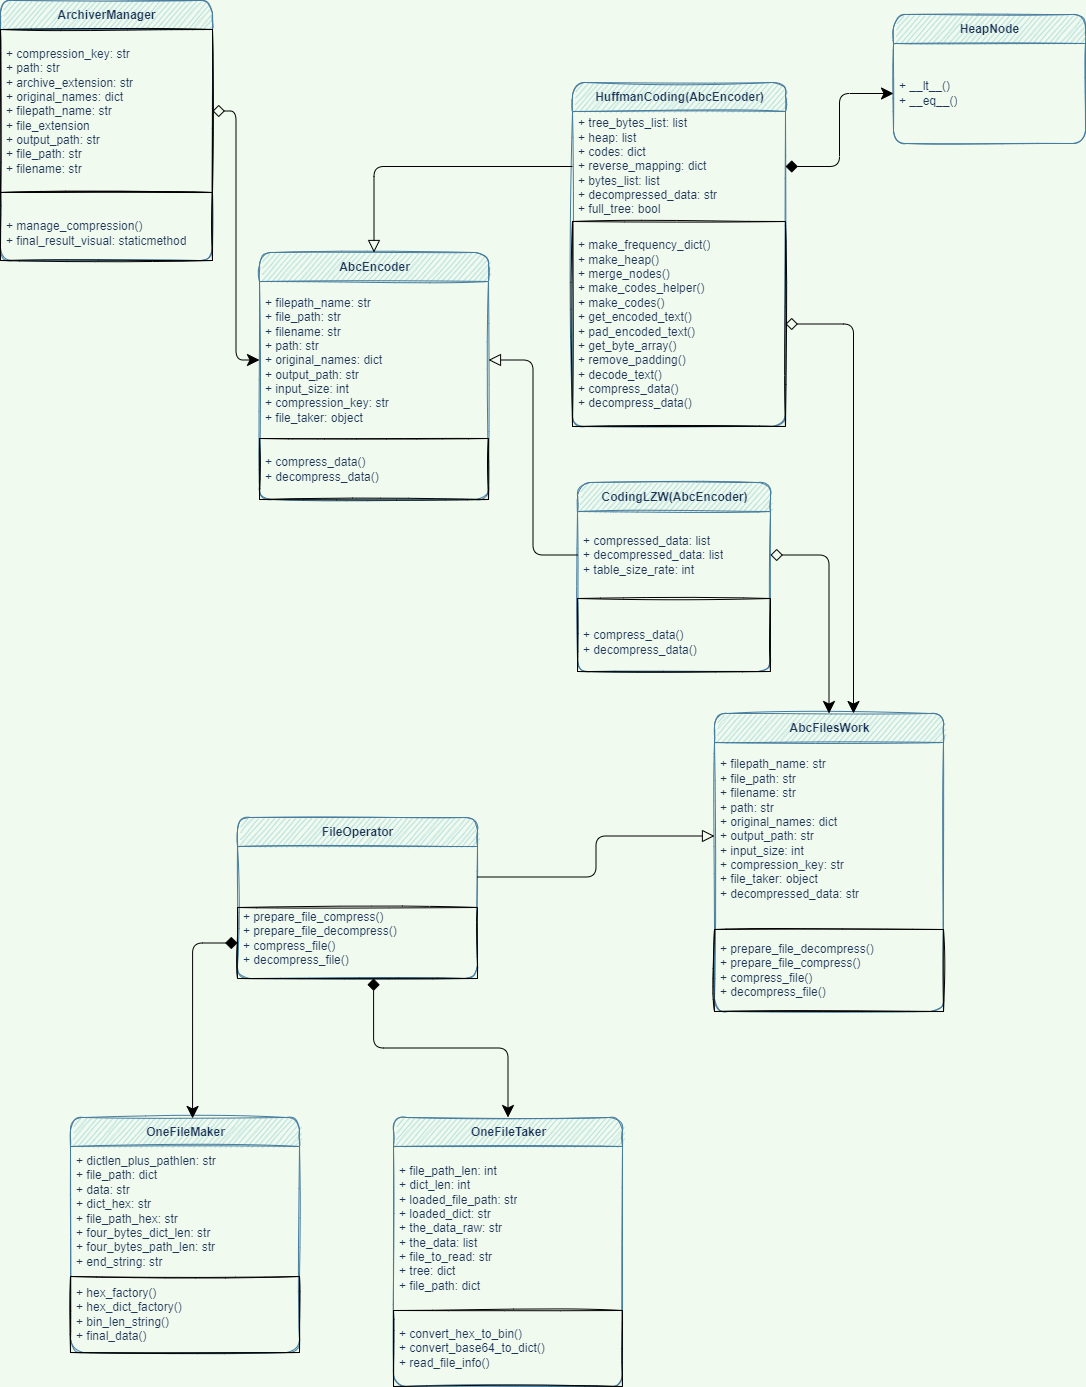 ArchiverManager
+ compression_key: str
+ path: str
+ archive_extension: str
+ original_names: dict
+ filepath_name: str
+ file_extension
+ output_path: str
+ file_path: str
+ filename: str
+ manage_compression()
+ final_result_visual: staticmethod
HeapNode
+ __lt__()
+ __eq__()
HuffmanCoding(AbcEncoder)
+ tree_bytes_list: list
+ heap: list
+ codes: dict
+ reverse_mapping: dict
+ bytes_list: list
+ decompressed_data: str
+ full_tree: bool
+ make_frequency_dict()
+ make_heap()
+ merge_nodes()
+ make_codes_helper()
+ make_codes()
+ get_encoded_text()
+ pad_encoded_text()
+ get_byte_array()
+ remove_padding()
+ decode_text()
+ compress_data()
+ decompress_data()
AbcEncoder
+ filepath_name: str
+ file_path: str
+ filename: str
+ path: str
+ original_names: dict
+ output_path: str
+ input_size: int
+ compression_key: str
+ file_taker: object
+ compress_data()
+ decompress_data()
CodingLZW(AbcEncoder)
+ compressed_data: list
+ decompressed_data: list
+ table_size_rate: int
+ compress_data()
+ decompress_data()
AbcFilesWork
+ filepath_name: str
+ file_path: str
+ filename: str
+ path: str
+ original_names: dict
+ output_path: str
+ input_size: int
+ compression_key: str
+ file_taker: object
+ decompressed_data: str
+ prepare_file_decompress()
+ prepare_file_compress()
+ compress_file()
+ decompress_file()
FileOperator
+ prepare_file_compress()
+ prepare_file_decompress()
+ compress_file()
+ decompress_file()
OneFileMaker
+ dictlen_plus_pathlen: str
+ file_path: dict
+ data: str
+ dict_hex: str
+ file_path_hex: str
+ four_bytes_dict_len: str
+ four_bytes_path_len: str
+ end_string: str
+ hex_factory()
+ hex_dict_factory()
+ bin_len_string()
+ final_data()
OneFileTaker
+ file_path_len: int
+ dict_len: int
+ loaded_file_path: str
+ loaded_dict: str
+ the_data_raw: str
+ the_data: list
+ file_to_read: str
+ tree: dict
+ file_path: dict
+ convert_hex_to_bin()
+ convert_base64_to_dict()
+ read_file_info()